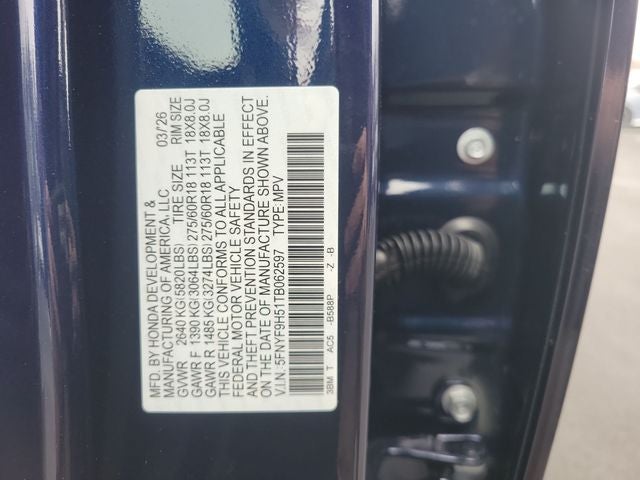 MFD. BY HONDA DEVELOPMENT & 03/26
MANUFACTURING OF AMERICA, LLC
GVWR 2640 KG(5820LBS) TIRE SIZE RIM SIZE
GAWR F 1390 KG(3064LBS) 275/60R18 113T 18X8.0J
GAWR R 1485 KG(3274LBS) 275/60R18 113T 18X8.0J
THIS VEHICLE CONFORMS TO ALL APPLICABLE
FEDERAL MOTOR VEHICLE SAFETY
AND THEFT PREVENTION STANDARDS IN EFFECT
ON THE DATE OF MANUFACTURE SHOWN ABOVE.
V.I.N.:5FNYF9H51TB062597 TYPE:MPV
3BM T AC5 -B588P -Z -B